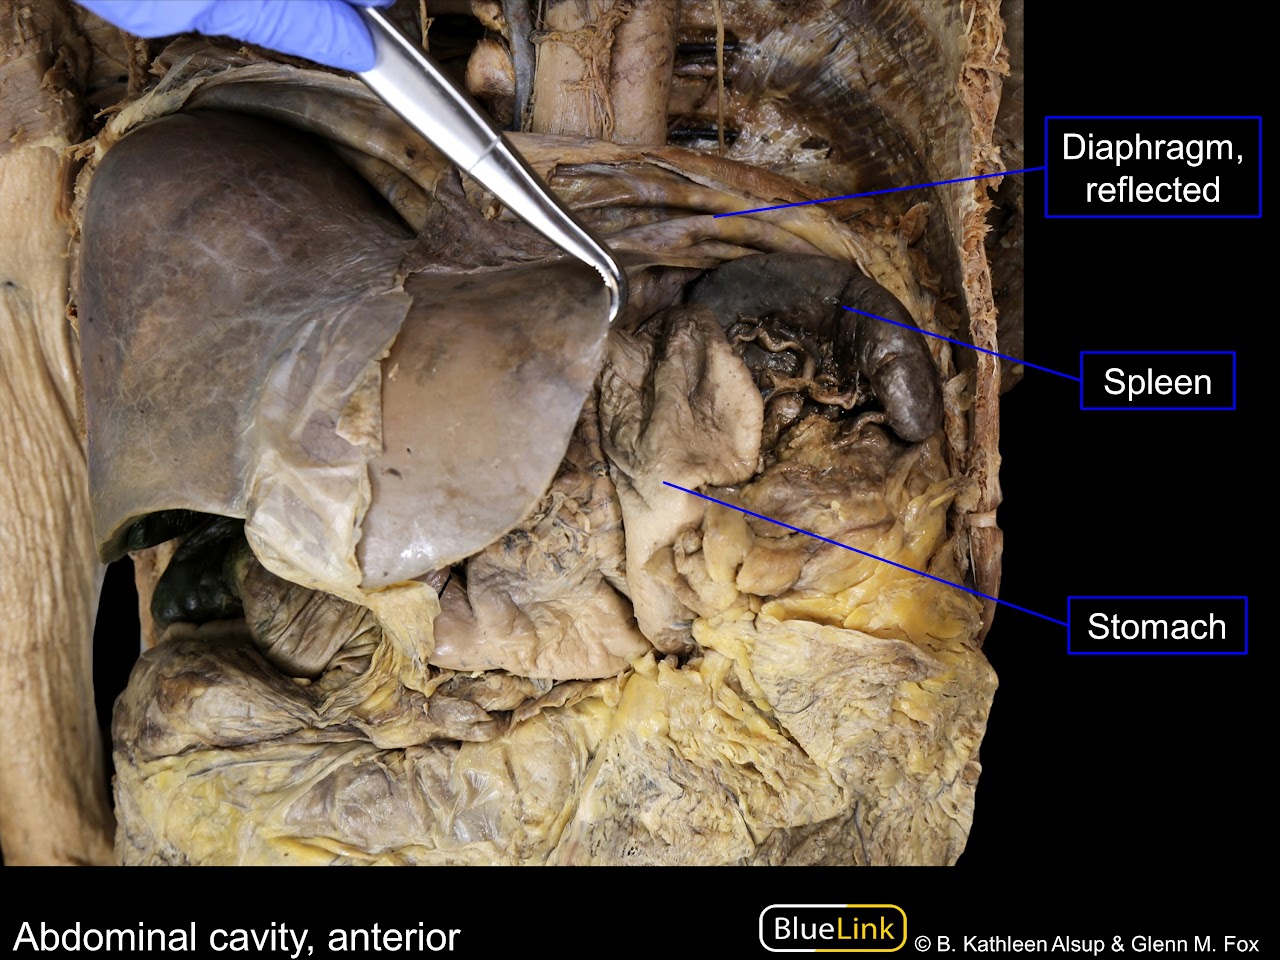 Diaphragm,
reflected
Spleen
Stomach
Abdominal cavity, anterior
BlueLink
© B. Kathleen Alsup & Glenn M. Fox